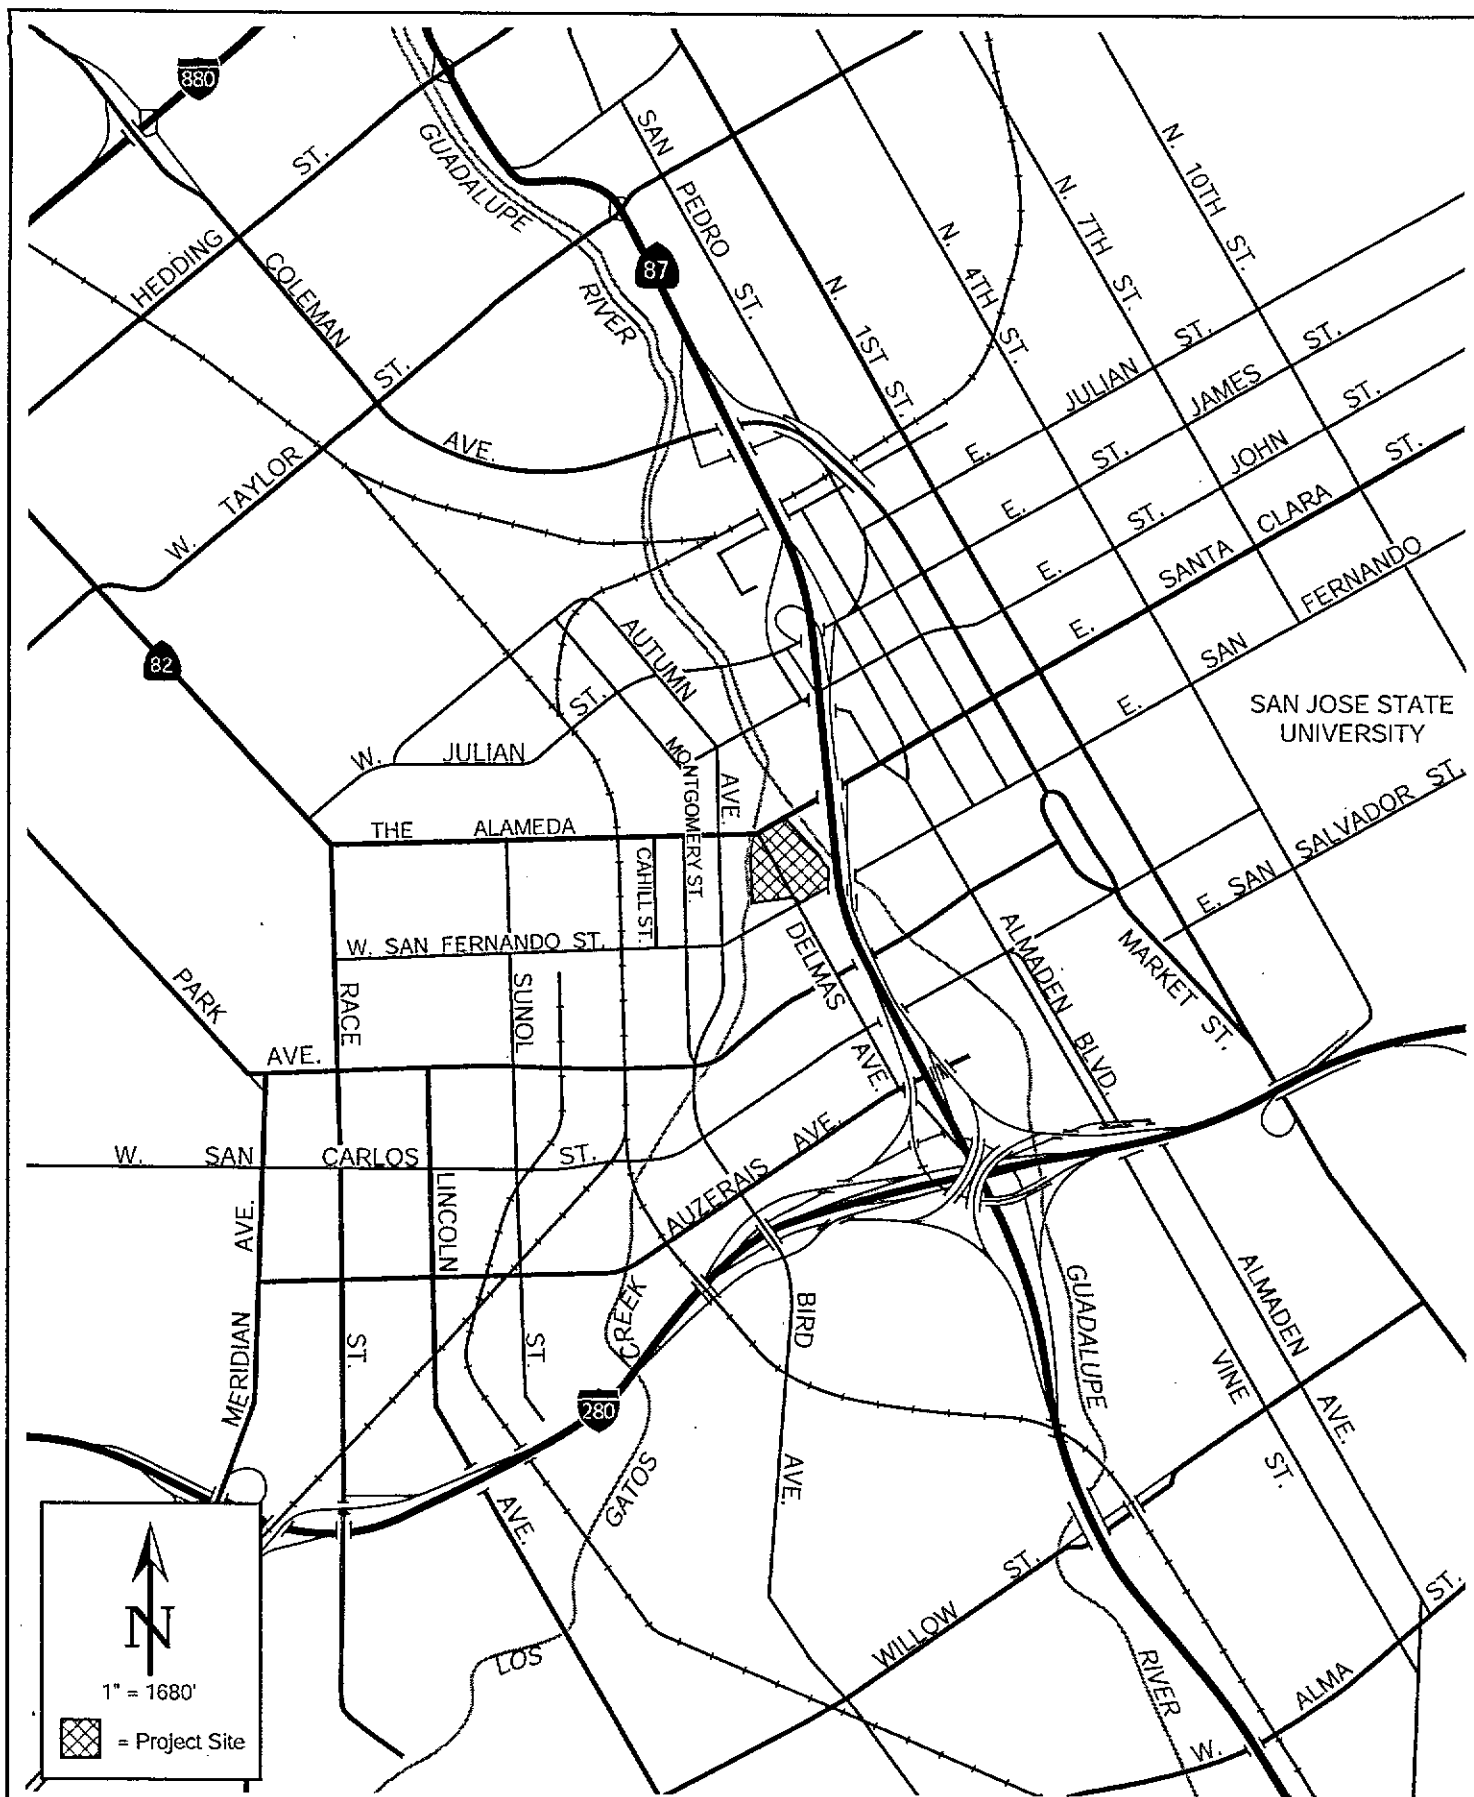 880
HEDDING ST.
COLEMAN AVE.
GUADALUPE RIVER
SAN PEDRO ST.
87
N. 1ST ST.
N. 4TH ST.
N. 7TH ST.
N. 10TH ST.
W. TAYLOR ST.
E. JULIAN ST.
E. ST. JAMES ST.
E. ST. JOHN ST.
E. SANTA CLARA ST.
E. SAN FERNANDO
82
AUTUMN AVE.
W. JULIAN ST.
MONTGOMERY ST.
SAN JOSE STATE
UNIVERSITY
THE ALAMEDA
CAHILL ST.
E. SAN SALVADOR ST.
W. SAN FERNANDO ST.
DELMAS AVE.
ALMADEN BLVD.
MARKET ST.
PARK AVE.
RACE ST.
SUNOL ST.
W. SAN CARLOS ST.
LINCOLN AVE.
AUZERAIS AVE.
MERIDIAN AVE.
LOS GATOS CREEK
BIRD AVE.
280
GUADALUPE RIVER
VINE ST.
ALMADEN AVE.
WILLOW ST.
W. ALMA ST.
N
1" = 1680'
= Project Site